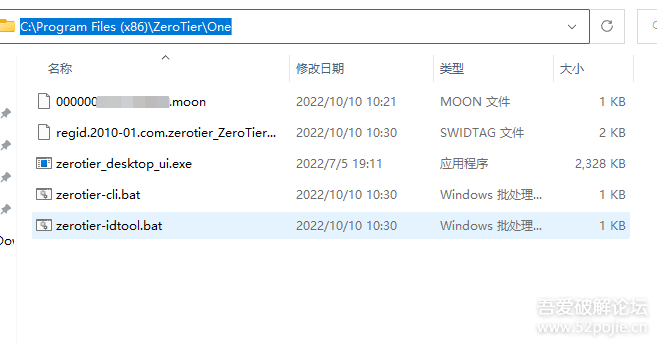 C:\Program Files (x86)\ZeroTier\One
名称 修改日期 类型 大小
000000 .moon 2022/10/10 10:21 MOON 文件 1 KB
regid.2010-01.com.zerotier_ZeroTier... 2022/10/10 10:30 SWIDTAG 文件 2 KB
zerotier_desktop_ui.exe 2022/7/5 19:11 应用程序 2,328 KB
zerotier-cli.bat 2022/10/10 10:30 Windows 批处理... 1 KB
zerotier-idtool.bat 2022/10/10 10:30 Windows 批处理... 1 KB
吾爱破解论坛
www.52pojie.cn